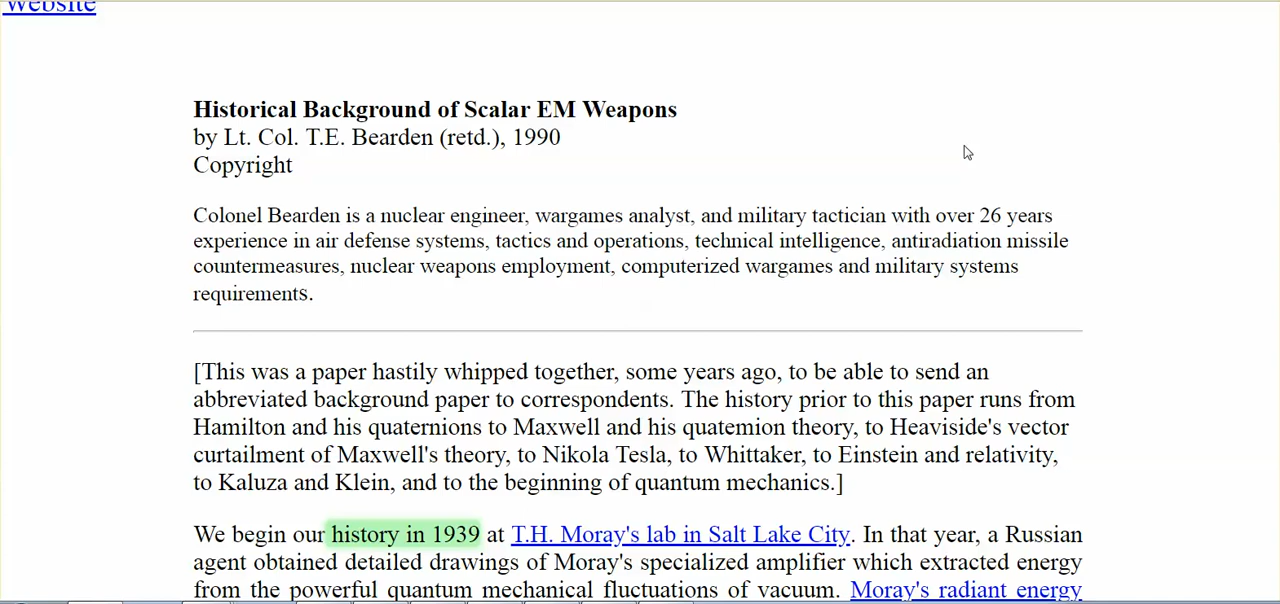 Website
Historical Background of Scalar EM Weapons
by Lt. Col. T.E. Bearden (retd.), 1990
Copyright
Colonel Bearden is a nuclear engineer, wargames analyst, and military tactician with over 26 years
experience in air defense systems, tactics and operations, technical intelligence, antiradiation missile
countermeasures, nuclear weapons employment, computerized wargames and military systems
requirements.
[This was a paper hastily whipped together, some years ago, to be able to send an
abbreviated background paper to correspondents. The history prior to this paper runs from
Hamilton and his quaternions to Maxwell and his quatemion theory, to Heaviside's vector
curtailment of Maxwell's theory, to Nikola Tesla, to Whittaker, to Einstein and relativity,
to Kaluza and Klein, and to the beginning of quantum mechanics.]
We begin our history in 1939 at T.H. Moray's lab in Salt Lake City. In that year, a Russian
agent obtained detailed drawings of Moray's specialized amplifier which extracted energy
from the powerful quantum mechanical fluctuations of vacuum. Moray's radiant energy